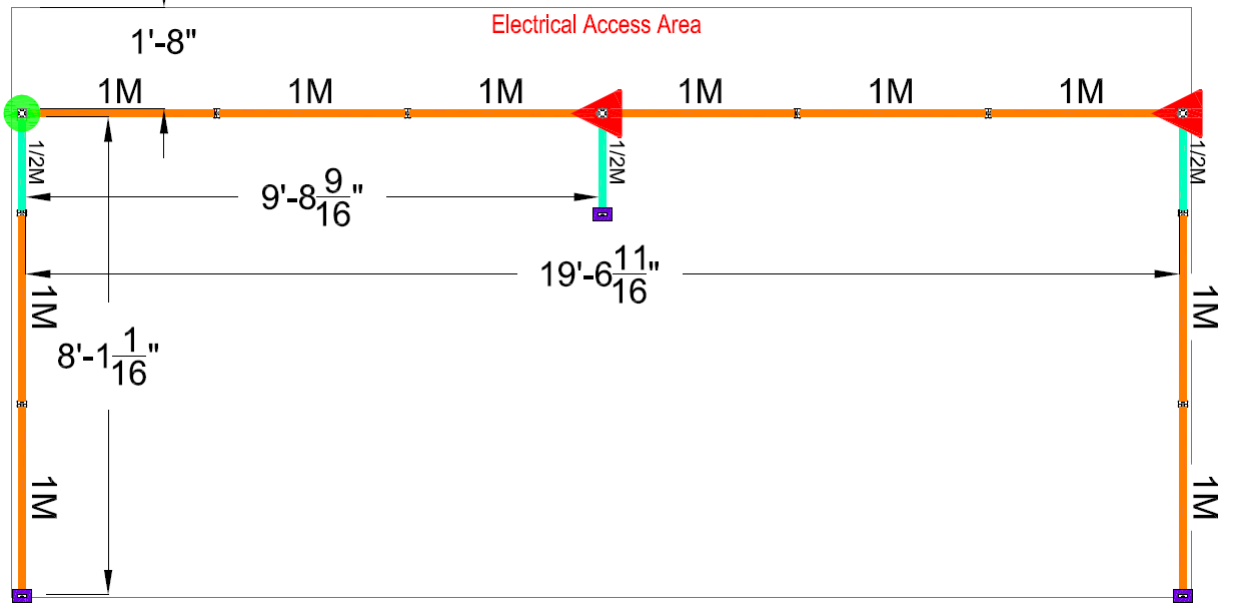 Electrical Access Area
1'-8"
1M 1M 1M 1M 1M 1M
1/2M 1/2M 1/2M
9'-8 9/16"
19'-6 11/16"
1M 1M
8'-1 1/16"
1M 1M